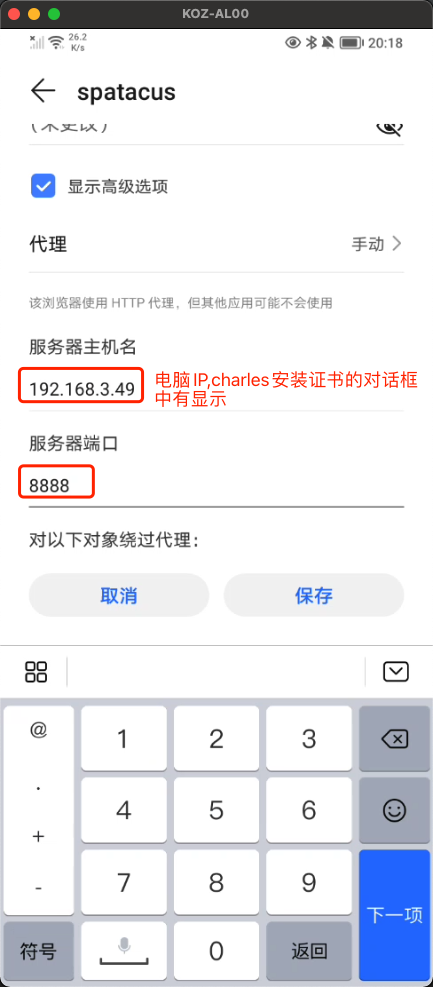 KOZ-AL00
26.2
K/s
20:18
spatacus
(未更改)
显示高级选项
代理
手动
该浏览器使用 HTTP 代理，但其他应用可能不会使用
服务器主机名
192.168.3.49
电脑IP,charles安装证书的对话框
中有显示
服务器端口
8888
对以下对象绕过代理：
取消
保存
@
1
2
3
.
4
5
6
+
-
7
8
9
下一项
符号
0
返回